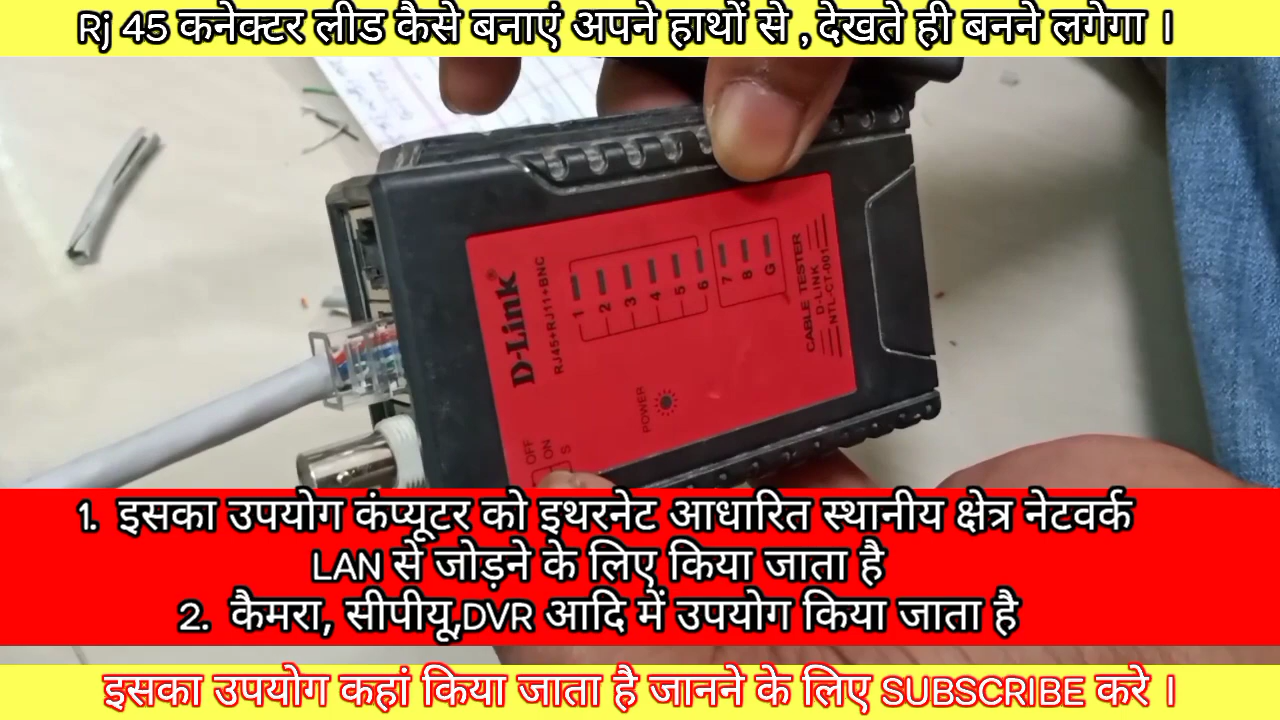 Rj 45 कनेक्टर लीड कैसे बनाएं अपने हाथों से , देखते ही बनने लगेगा ।
D-Link®
RJ45+RJ11+BNC
1 2 3 4 5 6 7 8 G
CABLE TESTER
D-LINK
NTL-CT-001
POWER
OFF
ON
S
1. इसका उपयोग कंप्यूटर को इथरनेट आधारित स्थानीय क्षेत्र नेटवर्क
LAN से जोड़ने के लिए किया जाता है
2. कैमरा, सीपीयू,DVR आदि में उपयोग किया जाता है
इसका उपयोग कहां किया जाता है जानने के लिए SUBSCRIBE करे ।